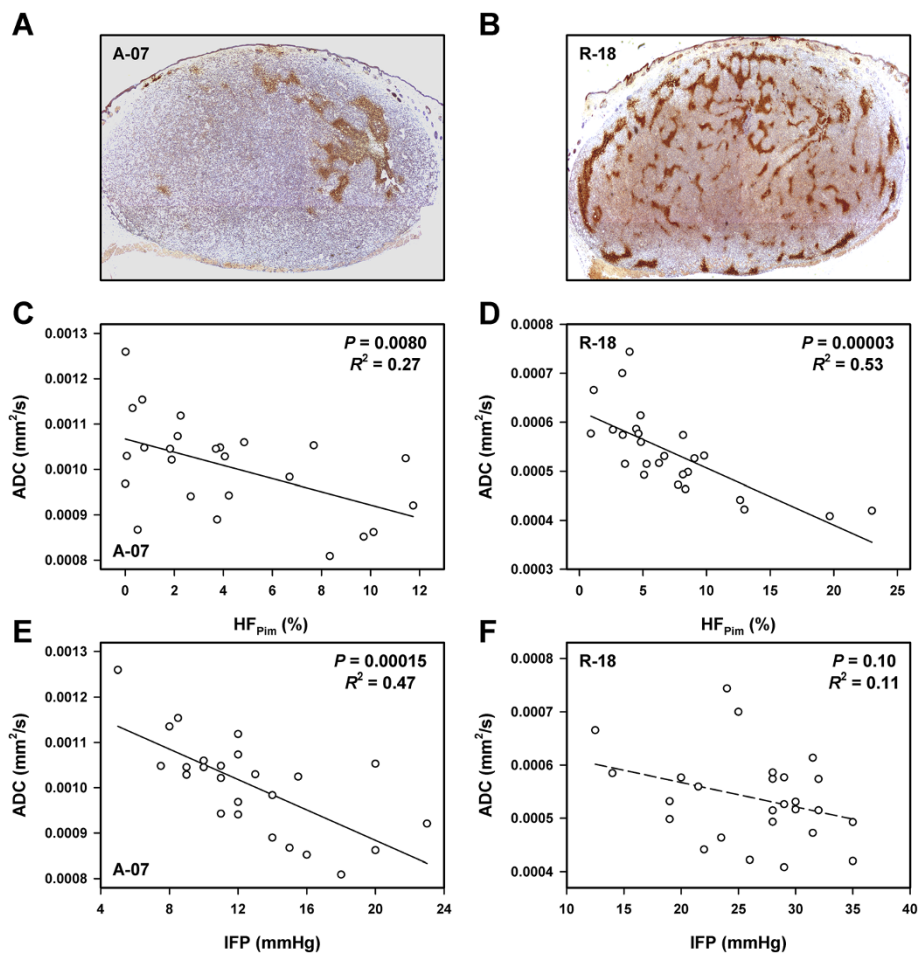 A
A-07
B
R-18
C
0.0013
0.0012
0.0011
0.0010
0.0009
0.0008
ADC (mm²/s)
P = 0.0080
R² = 0.27
A-07
0 2 4 6 8 10 12
HFPim (%)
D
0.0008
0.0007
0.0006
0.0005
0.0004
0.0003
ADC (mm²/s)
R-18
P = 0.00003
R² = 0.53
0 5 10 15 20 25
HFPim (%)
E
0.0013
0.0012
0.0011
0.0010
0.0009
0.0008
ADC (mm²/s)
P = 0.00015
R² = 0.47
A-07
4 8 12 16 20 24
IFP (mmHg)
F
0.0008
0.0007
0.0006
0.0005
0.0004
ADC (mm²/s)
R-18
P = 0.10
R² = 0.11
10 15 20 25 30 35 40
IFP (mmHg)